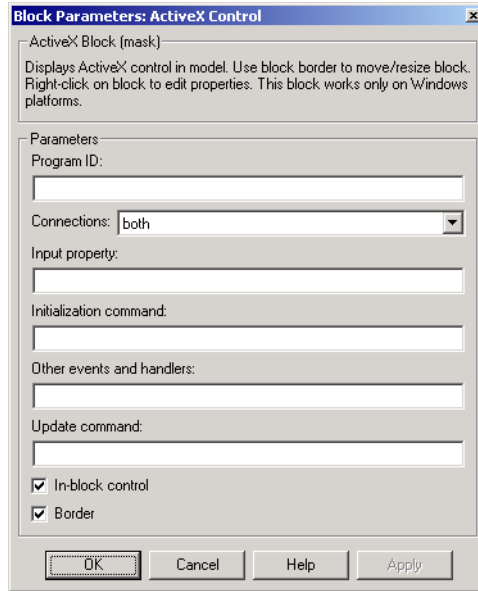 Block Parameters: ActiveX Control
ActiveX Block (mask)
Displays ActiveX control in model. Use block border to move/resize block.
Right-click on block to edit properties. This block works only on Windows
platforms.
Parameters
Program ID:
Connections: both
Input property:
Initialization command:
Other events and handlers:
Update command:
In-block control
Border
OK Cancel Help Apply